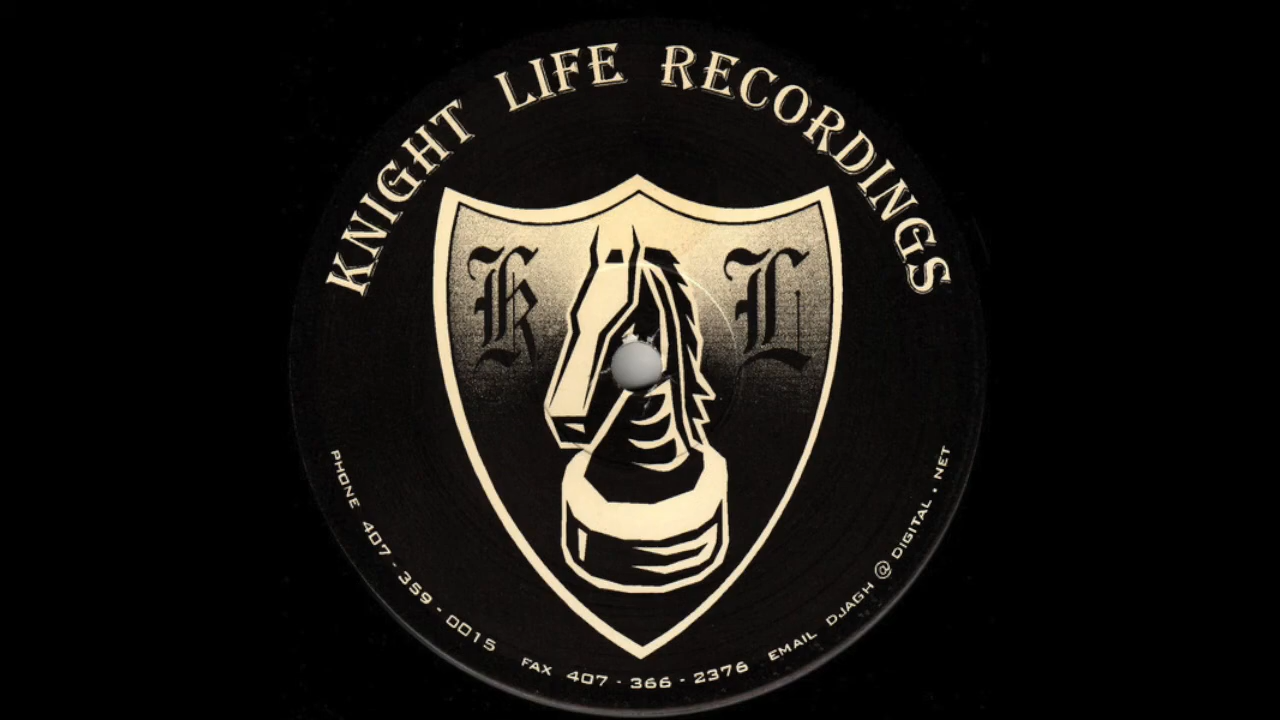 KNIGHT LIFE RECORDINGS
K L
PHONE 407 - 359 - 0015 FAX 407 - 366 - 2376 EMAIL DJAGH @ DIGITAL . NET